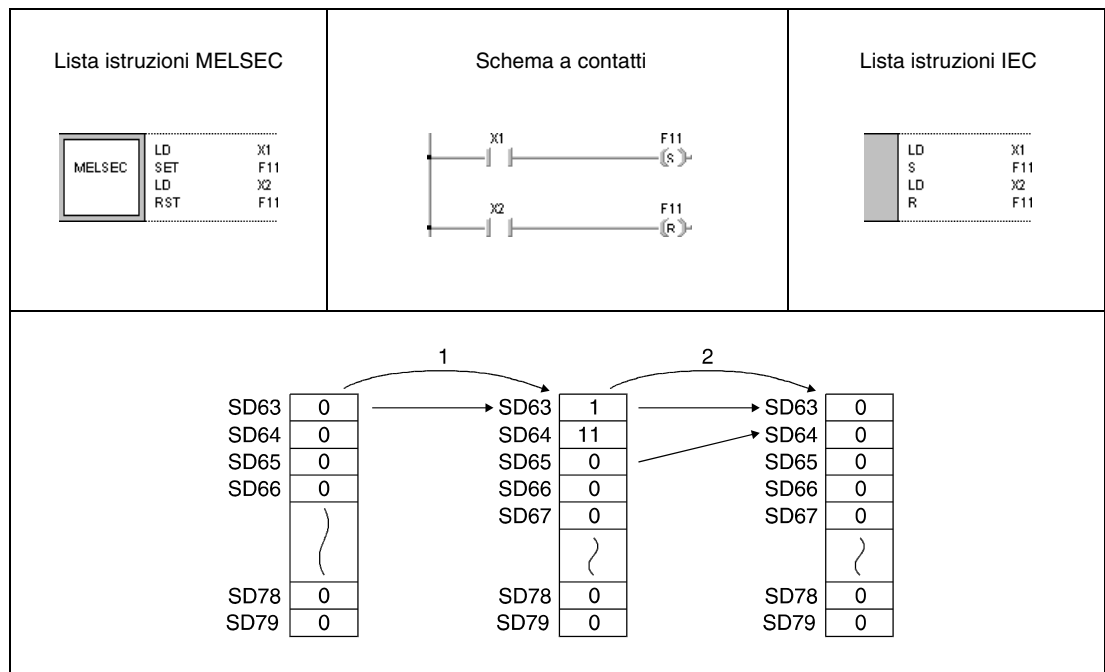 Lista istruzioni MELSEC
Schema a contatti
Lista istruzioni IEC
MELSEC
LD X1
SET F11
LD X2
RST F11
X1 F11
S
X2 F11
R
LD X1
S F11
LD X2
R F11
1 2
SD63 0 SD63 1 SD63 0
SD64 0 SD64 11 SD64 0
SD65 0 SD65 0 SD65 0
SD66 0 SD66 0 SD66 0
SD67 0 SD67 0
SD78 0 SD78 0 SD78 0
SD79 0 SD79 0 SD79 0